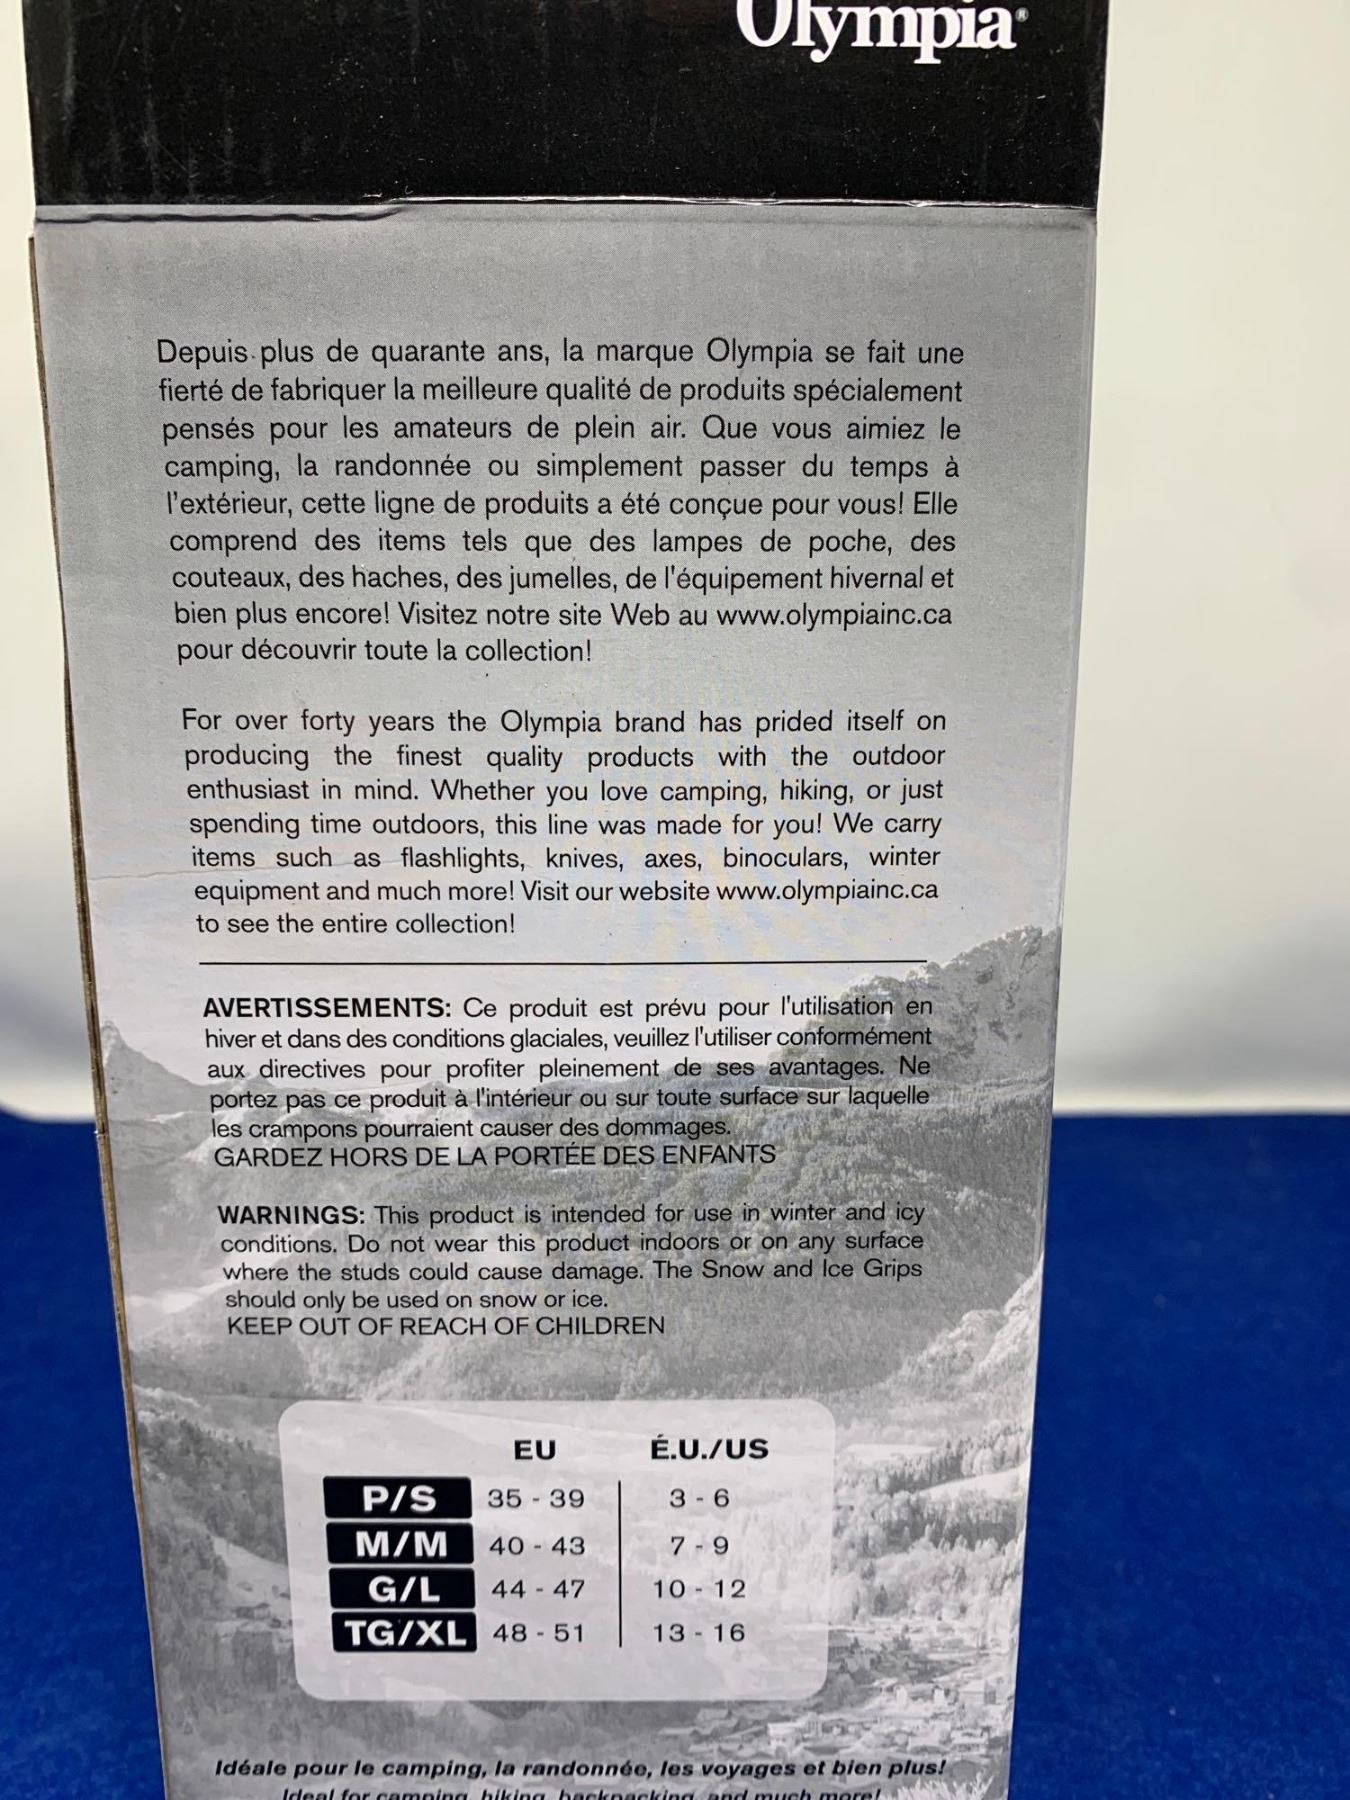 Olympia®
Depuis plus de quarante ans, la marque Olympia se fait une
fierté de fabriquer la meilleure qualité de produits spécialement
pensés pour les amateurs de plein air. Que vous aimiez le
camping, la randonnée ou simplement passer du temps à
l'extérieur, cette ligne de produits a été conçue pour vous! Elle
comprend des items tels que des lampes de poche, des
couteaux, des haches, des jumelles, de l'équipement hivernal et
bien plus encore! Visitez notre site Web au www.olympiainc.ca
pour découvrir toute la collection!
For over forty years the Olympia brand has prided itself on
producing the finest quality products with the outdoor
enthusiast in mind. Whether you love camping, hiking, or just
spending time outdoors, this line was made for you! We carry
items such as flashlights, knives, axes, binoculars, winter
equipment and much more! Visit our website www.olympiainc.ca
to see the entire collection!
AVERTISSEMENTS: Ce produit est prévu pour l'utilisation en
hiver et dans des conditions glaciales, veuillez l'utiliser conformément
aux directives pour profiter pleinement de ses avantages. Ne
portez pas ce produit à l'intérieur ou sur toute surface sur laquelle
les crampons pourraient causer des dommages.
GARDEZ HORS DE LA PORTÉE DES ENFANTS
WARNINGS: This product is intended for use in winter and icy
conditions. Do not wear this product indoors or on any surface
where the studs could cause damage. The Snow and Ice Grips
should only be used on snow or ice.
KEEP OUT OF REACH OF CHILDREN
EU É.U./US
P/S 35 - 39 3 - 6
M/M 40 - 43 7 - 9
G/L 44 - 47 10 - 12
TG/XL 48 - 51 13 - 16
Idéale pour le camping, la randonnée, les voyages et bien plus!
Ideal for camping, hiking, backpacking, and much more!